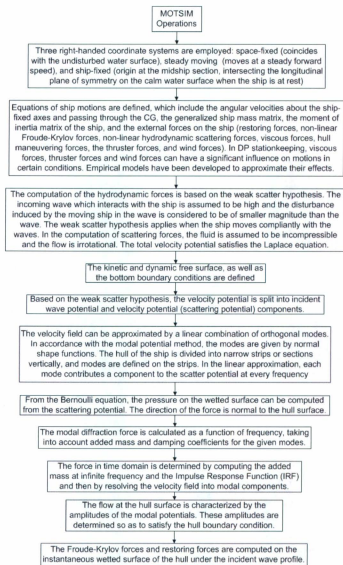 MOTSIM
Operations
Three right-handed coordinate systems are employed: space-fixed (coincides
with the undisturbed water surface), steady moving (moves at a steady forward
speed), and ship-fixed (origin at the midship section, intersecting the longitudinal
plane of symmetry on the calm water surface when the ship is at rest)
Equations of ship motions are defined, which include the angular velocities about the ship-
fixed axes and passing through the CG, the generalized ship mass matrix, the moment of
inertia matrix of the ship, and the external forces on the ship (restoring forces, non-linear
Froude-Krylov forces, non-linear hydrodynamic scattering forces, viscous forces, hull
maneuvering forces, the thruster forces, and wind forces). In DP stationkeeping, viscous
forces, thruster forces and wind forces can have a significant influence on motions in
certain conditions. Empirical models have been developed to approximate their effects.
The computation of the hydrodynamic forces is based on the weak scatter hypothesis. The
incoming wave which interacts with the ship is assumed to be high and the disturbance
induced by the moving ship in the wave is considered to be of smaller magnitude than the
wave. The weak scatter hypothesis applies when the ship moves compliantly with the
waves. In the computation of scattering forces, the fluid is assumed to be incompressible
and the flow is irrotational. The total velocity potential satisfies the Laplace equation.
The kinetic and dynamic free surface, as well as
the bottom boundary conditions are defined
Based on the weak scatter hypothesis, the velocity potential is split into incident
wave potential and velocity potential (scattering potential) components.
The velocity field can be approximated by a linear combination of orthogonal modes.
In accordance with the modal potential method, the modes are given by normal
shape functions. The hull of the ship is divided into narrow strips or sections
vertically, and modes are defined on the strips. In the linear approximation, each
mode contributes a component to the scatter potential at every frequency
From the Bernoulli equation, the pressure on the wetted surface can be computed
from the scattering potential. The direction of the force is normal to the hull surface.
The modal diffraction force is calculated as a function of frequency, taking
into account added mass and damping coefficients for the given modes.
The force in time domain is determined by computing the added
mass at infinite frequency and the Impulse Response Function (IRF)
and then by resolving the velocity field into modal components.
The flow at the hull surface is characterized by the
amplitudes of the modal potentials. These amplitudes are
determined so as to satisfy the hull boundary condition.
The Froude-Krylov forces and restoring forces are computed on the
instantaneous wetted surface of the hull under the incident wave profile.